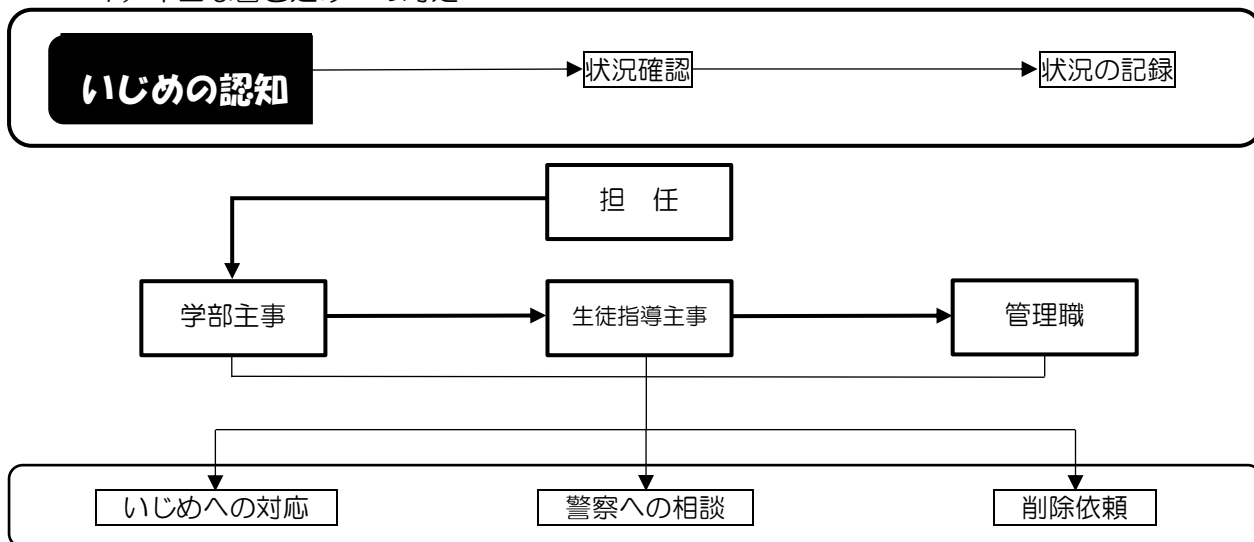 いじめの認知
状況確認
状況の記録
担　任
学部主事
生徒指導主事
管理職
いじめへの対応
警察への相談
削除依頼